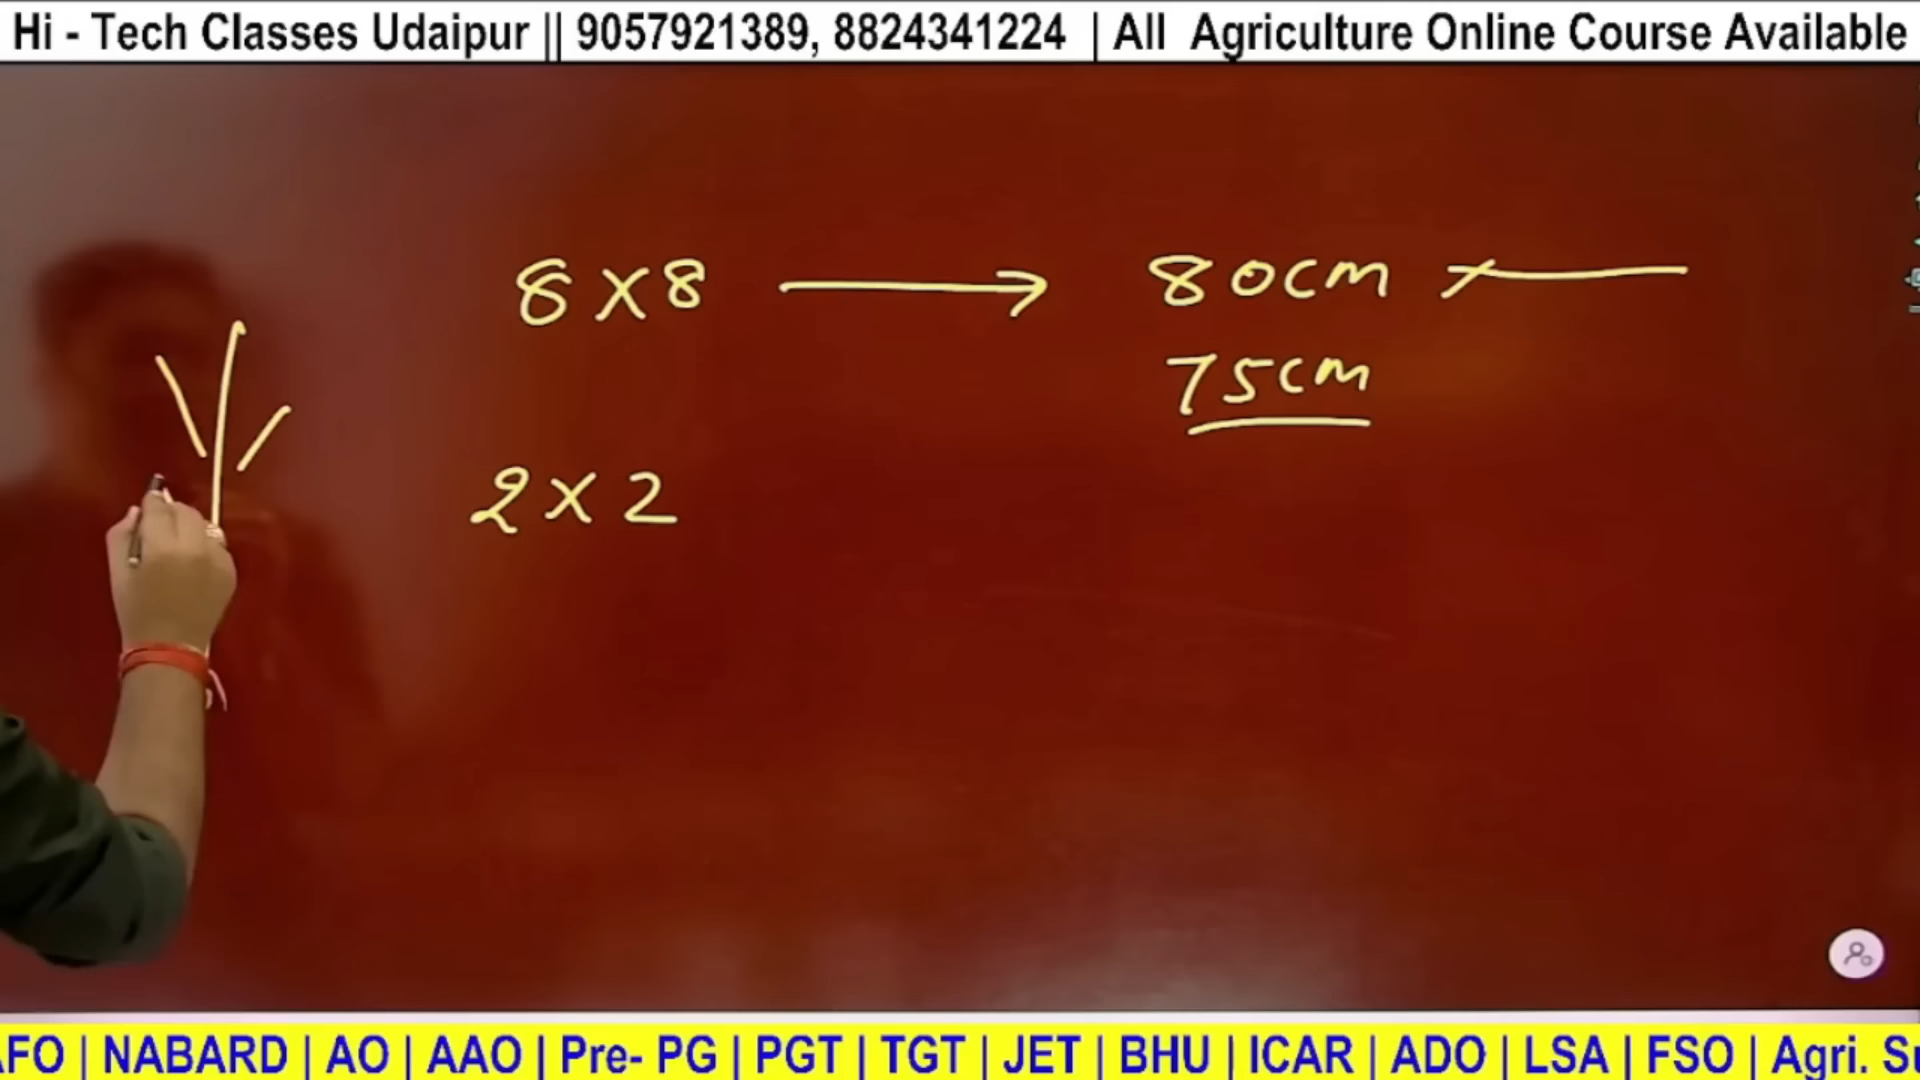 Hi - Tech Classes Udaipur || 9057921389, 8824341224 | All Agriculture Online Course Available
8 x 8 → 80cm x
75cm
2 x 2
AFO | NABARD | AO | AAO | Pre- PG | PGT | TGT | JET | BHU | ICAR | ADO | LSA | FSO | Agri. Su